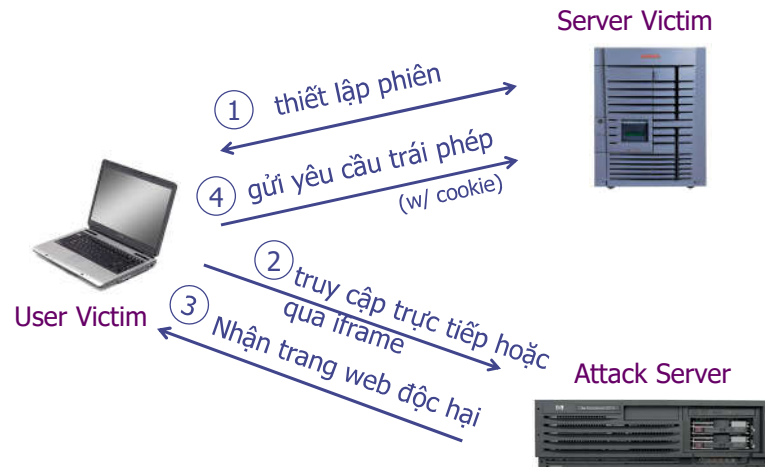 Server Victim
1 thiết lập phiên
4 gửi yêu cầu trái phép
(w/ cookie)
User Victim
2 truy cập trực tiếp hoặc
qua iframe
3 Nhận trang web độc hại
Attack Server